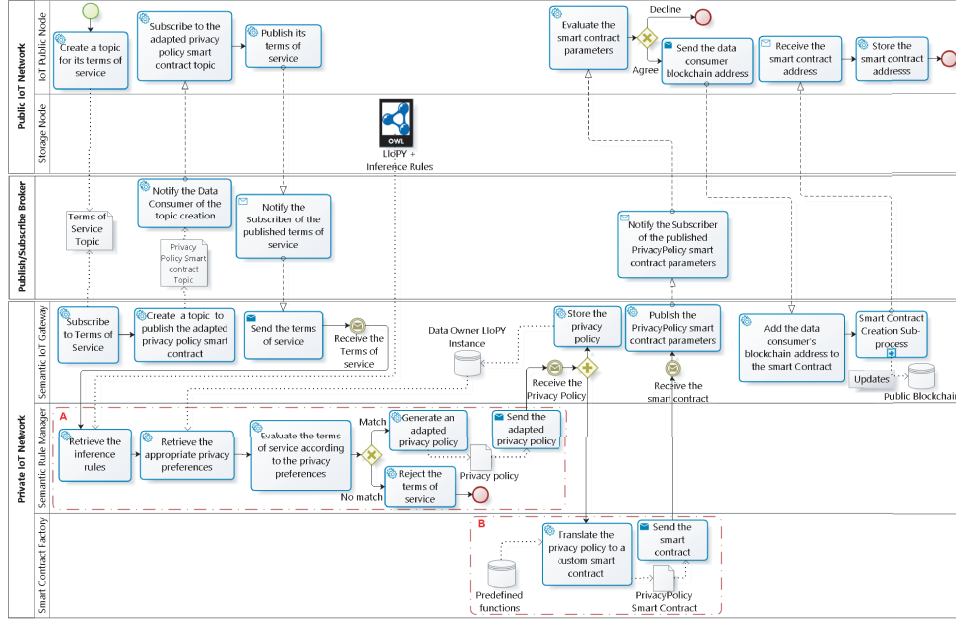 Public IoT Network
IoT Public Node
Create a topic
for its terms of
service
Subscribe to the
adapted privacy
policy smart
contract topic
Publish its
terms of
service
Evaluate the
smart contract
parameters
Decline
Agree
Send the data
consumer
blockchain address
Receive the
smart contract
address
Store the
smart contract
addresss
Storage Node
OWL
LIoPY +
Inference Rules
Publish/Subscribe Broker
Terms of
Service
Topic
Notify the Data
Consumer of the
topic creation
Privacy
Policy Smart
contract
Topic
Notify the
Subscriber of the
published terms of
service
Notify the Subscriber
of the published
PrivacyPolicy smart
contract parameters
Private IoT Network
Semantic IoT Gateway
Subscribe
to Terms of
Service
Create a topic to
publish the adapted
privacy policy smart
contract
Send the terms
of service
Receive the
Terms of
service
Data Owner LIoPY
Instance
Store the
privacy
policy
Receive the
Privacy Policy
Publish the
PrivacyPolicy smart
contract parameters
Receive the
smart contract
Add the data
consumer's
blockchain address to
the smart Contract
Smart Contract
Creation Sub-
process
Updates
Public Blockchain
Semantic Rule Manager
A
Retrieve the
inference
rules
Retrieve the
appropriate privacy
preferences
Evaluate the terms
of service according
to the privacy
preferences
Match
No match
Generate an
adapted
privacy policy
Privacy policy
Send the
adapted
privacy policy
Reject the
terms of
service
Smart Contract Factory
B
Predefined
functions
Translate the
privacy policy to a
custom smart
contract
Send the
smart
contract
PrivacyPolicy
Smart Contract